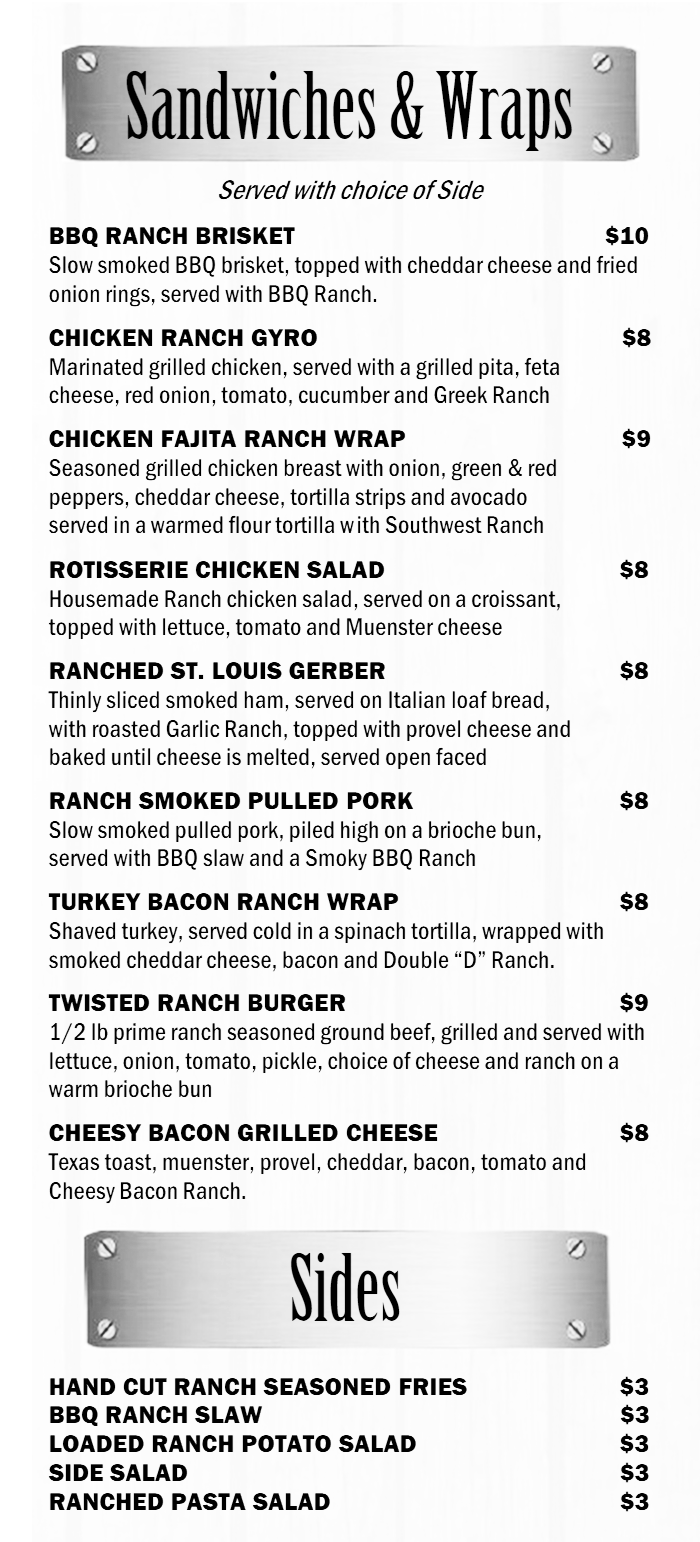 Sandwiches & Wraps
Served with choice of Side
BBQ RANCH BRISKET $10
Slow smoked BBQ brisket, topped with cheddar cheese and fried
onion rings, served with BBQ Ranch.
CHICKEN RANCH GYRO $8
Marinated grilled chicken, served with a grilled pita, feta
cheese, red onion, tomato, cucumber and Greek Ranch
CHICKEN FAJITA RANCH WRAP $9
Seasoned grilled chicken breast with onion, green & red
peppers, cheddar cheese, tortilla strips and avocado
served in a warmed flour tortilla with Southwest Ranch
ROTISSERIE CHICKEN SALAD $8
Housemade Ranch chicken salad, served on a croissant,
topped with lettuce, tomato and Muenster cheese
RANCHED ST. LOUIS GERBER $8
Thinly sliced smoked ham, served on Italian loaf bread,
with roasted Garlic Ranch, topped with provel cheese and
baked until cheese is melted, served open faced
RANCH SMOKED PULLED PORK $8
Slow smoked pulled pork, piled high on a brioche bun,
served with BBQ slaw and a Smoky BBQ Ranch
TURKEY BACON RANCH WRAP $8
Shaved turkey, served cold in a spinach tortilla, wrapped with
smoked cheddar cheese, bacon and Double “D” Ranch.
TWISTED RANCH BURGER $9
1/2 lb prime ranch seasoned ground beef, grilled and served with
lettuce, onion, tomato, pickle, choice of cheese and ranch on a
warm brioche bun
CHEESY BACON GRILLED CHEESE $8
Texas toast, muenster, provel, cheddar, bacon, tomato and
Cheesy Bacon Ranch.
Sides
HAND CUT RANCH SEASONED FRIES $3
BBQ RANCH SLAW $3
LOADED RANCH POTATO SALAD $3
SIDE SALAD $3
RANCHED PASTA SALAD $3